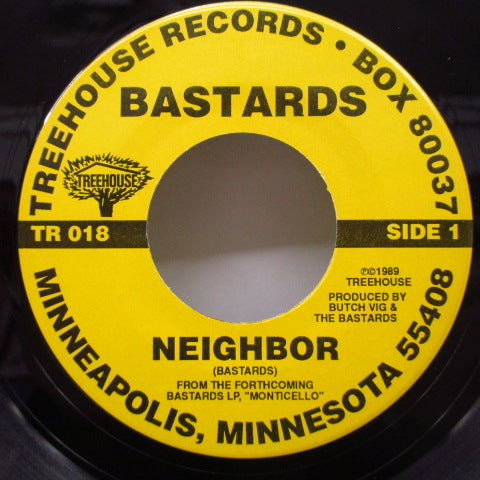 TREEHOUSE RECORDS • BOX 80037
BASTARDS
TREEHOUSE
TR 018
SIDE 1
℗©1989
TREEHOUSE
PRODUCED BY
BUTCH VIG &
THE BASTARDS
NEIGHBOR
(BASTARDS)
FROM THE FORTHCOMING
BASTARDS LP, "MONTICELLO"
MINNEAPOLIS, MINNESOTA 55408